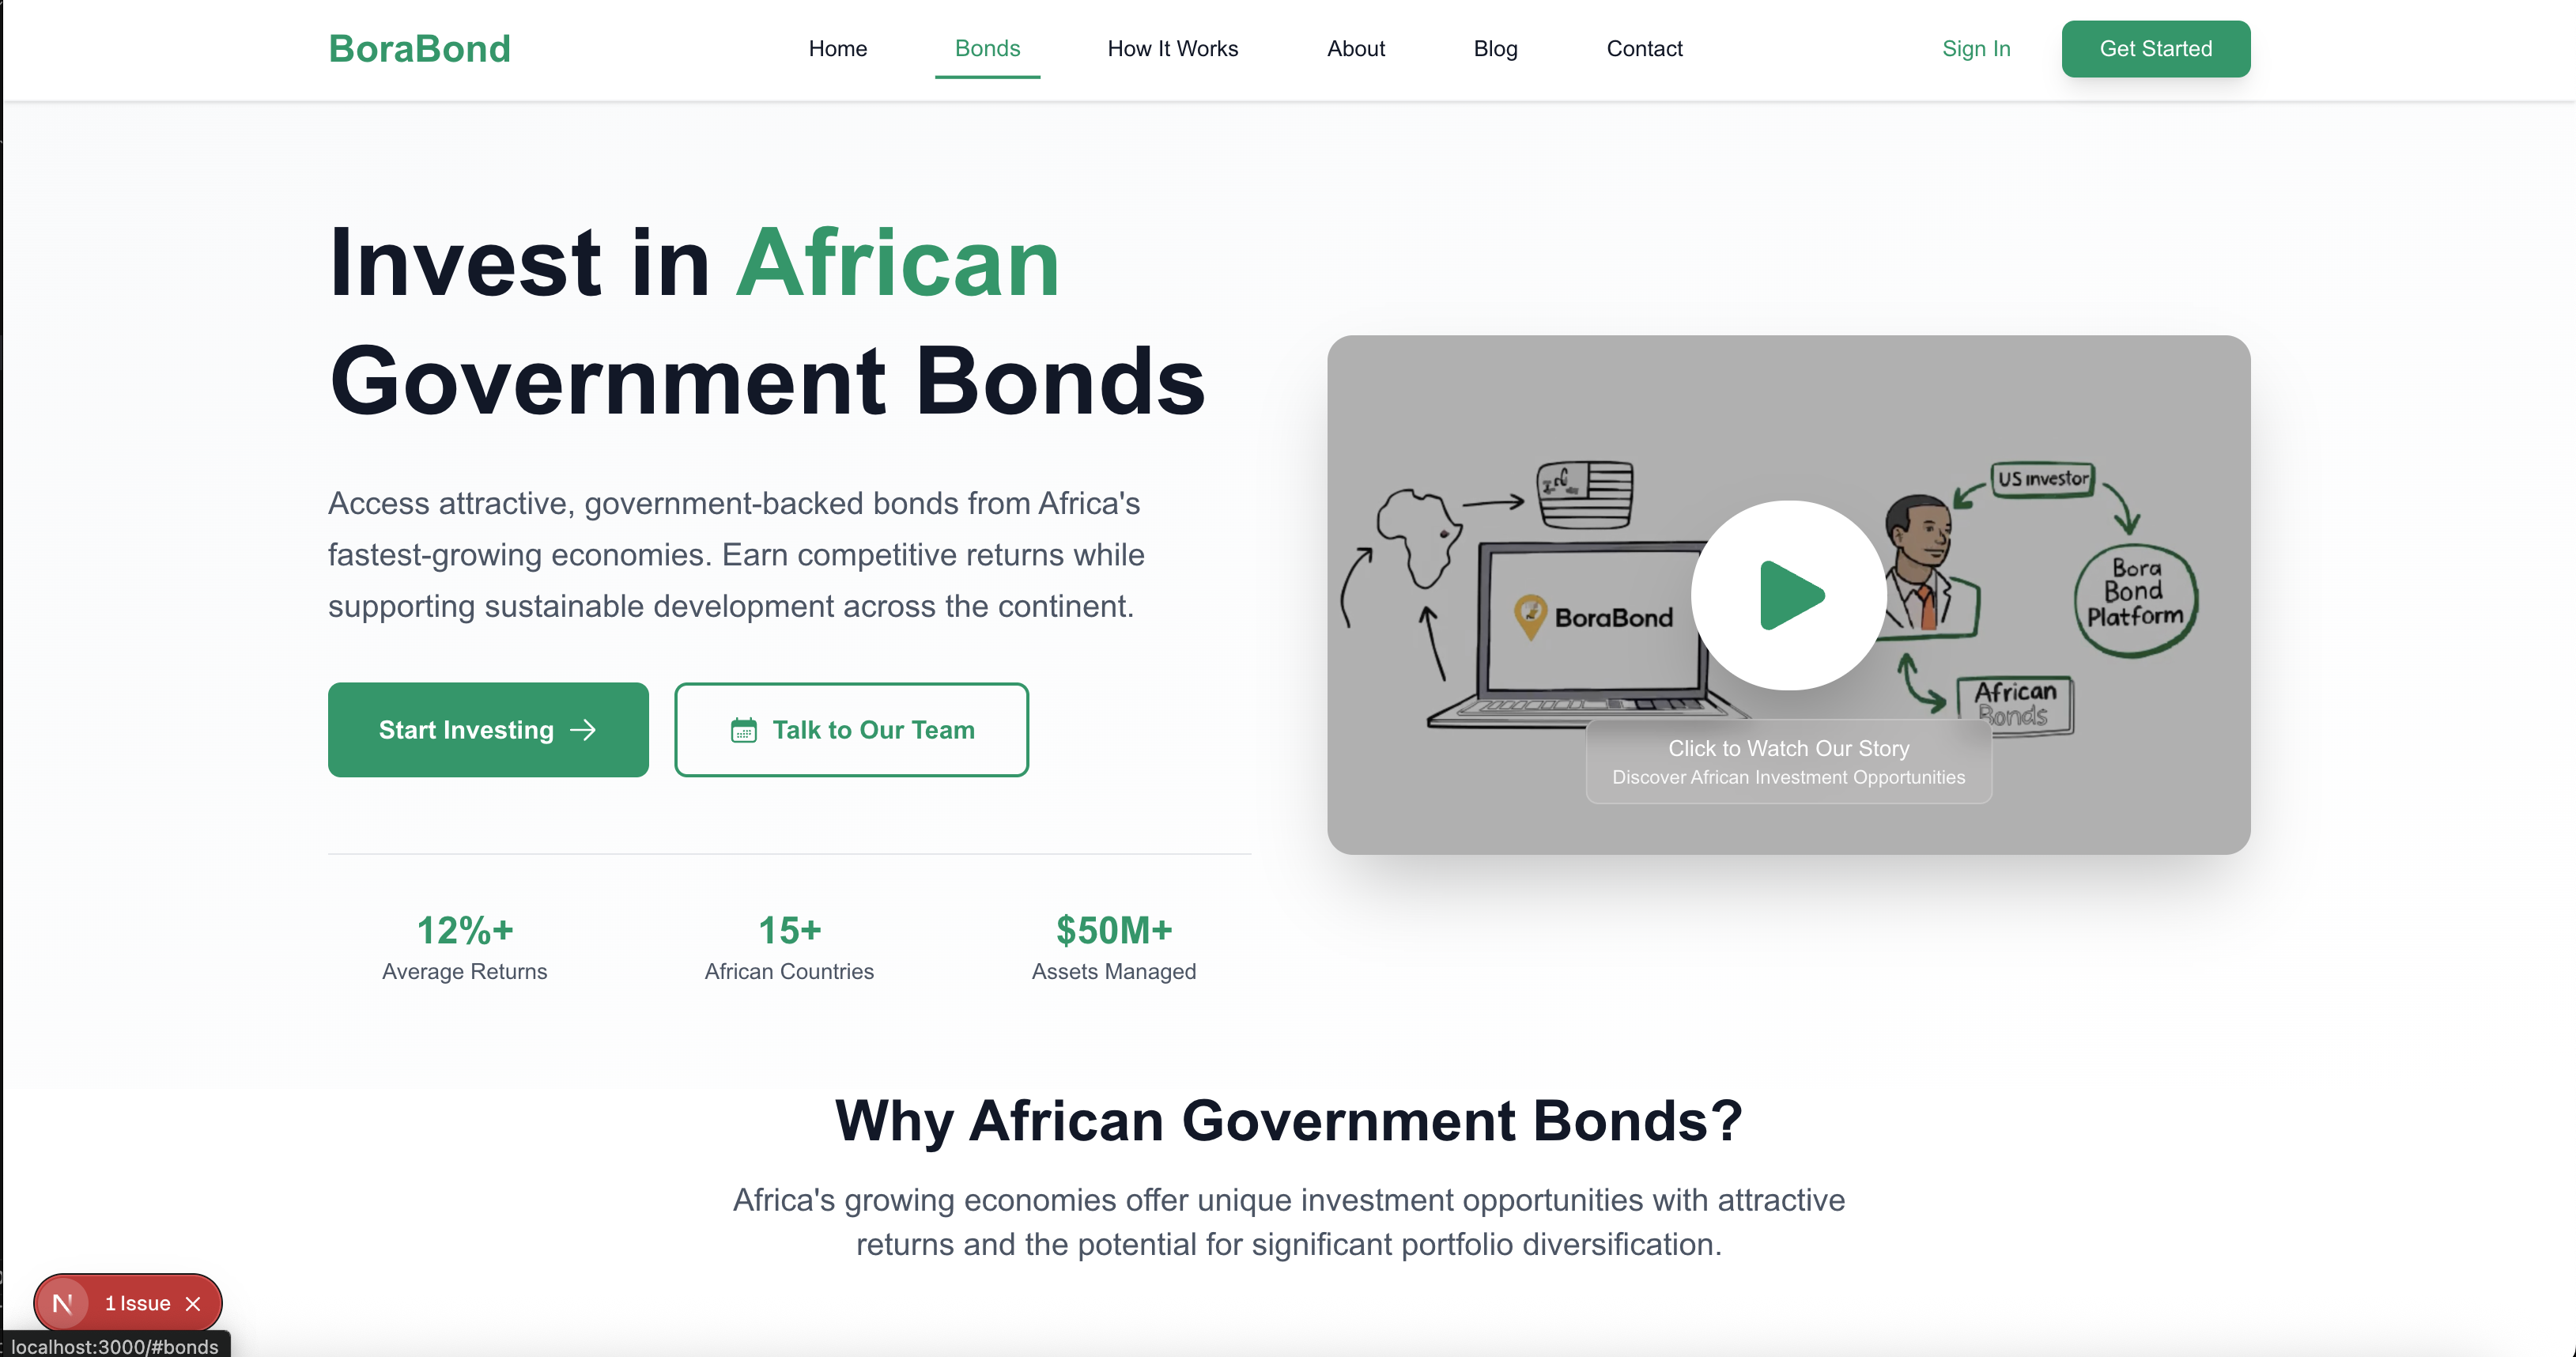 BoraBond
Home
Bonds
How It Works
About
Blog
Contact
Sign In
Get Started
Invest in African
Government Bonds
Access attractive, government-backed bonds from Africa's
fastest-growing economies. Earn competitive returns while
supporting sustainable development across the continent.
Start Investing
Talk to Our Team
12%+
Average Returns
15+
African Countries
$50M+
Assets Managed
BoraBond
US investor
Bora
Bond
Platform
African
Bonds
Click to Watch Our Story
Discover African Investment Opportunities
Why African Government Bonds?
Africa's growing economies offer unique investment opportunities with attractive
returns and the potential for significant portfolio diversification.
N
1 Issue
localhost:3000/#bonds